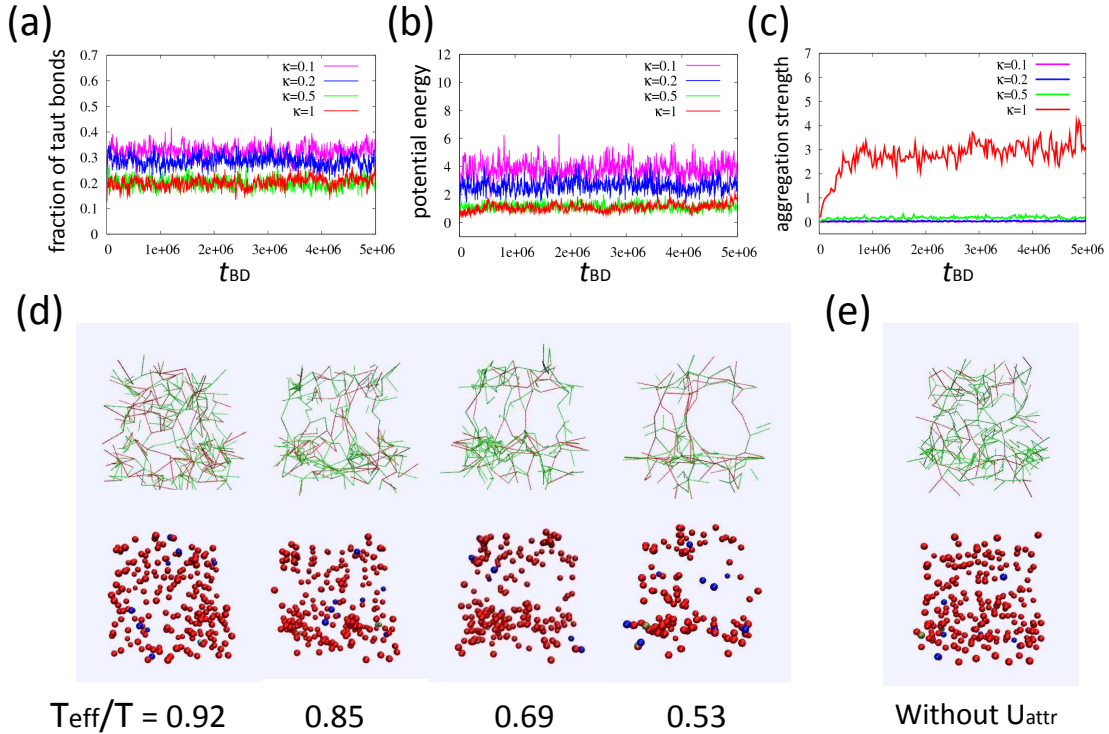 (a)
fraction of taut bonds
0.7
0.6
0.5
0.4
0.3
0.2
0.1
0
κ=0.1
κ=0.2
κ=0.5
κ=1
0
1e+06
2e+06
3e+06
4e+06
5e+06
tBD
(b)
potential energy
12
10
8
6
4
2
0
κ=0.1
κ=0.2
κ=0.5
κ=1
0
1e+06
2e+06
3e+06
4e+06
5e+06
tBD
(c)
aggregation strength
7
6
5
4
3
2
1
0
κ=0.1
κ=0.2
κ=0.5
κ=1
0
1e+06
2e+06
3e+06
4e+06
5e+06
tBD
(d)
Teff/T = 0.92
0.85
0.69
0.53
(e)
Without Uattr